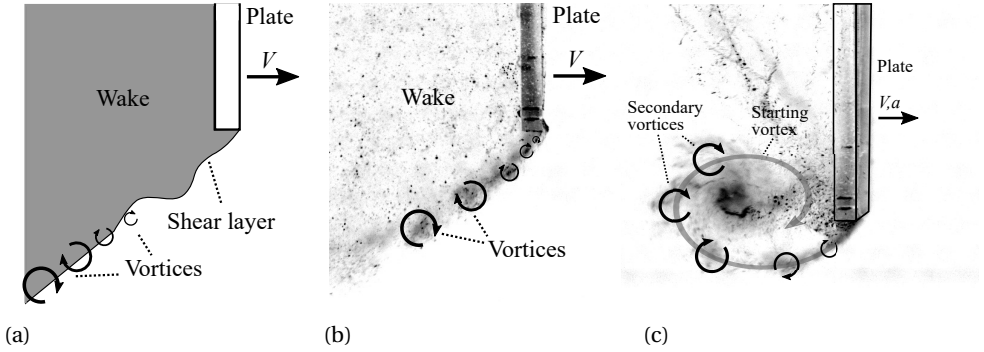 Plate
V
Wake
Shear layer
Vortices
(a)
Plate
V
Wake
Vortices
(b)
Plate
V,a
Secondary
vortices
Starting
vortex
(c)